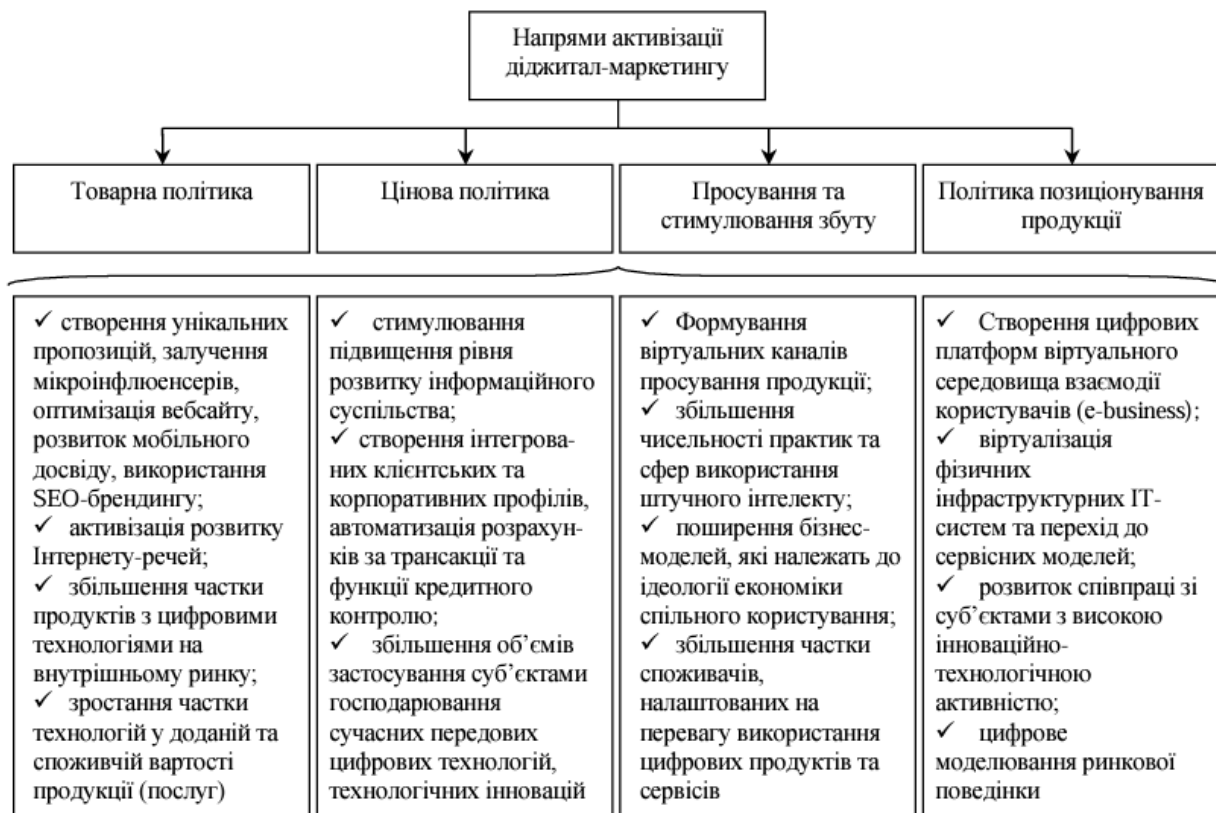 Напрями активізації
діджитал-маркетингу
Товарна політика
Цінова політика
Просування та
стимулювання збуту
Політика позиціонування
продукції
✓ створення унікальних
пропозицій, залучення
мікроінфлюенсерів,
оптимізація вебсайту,
розвиток мобільного
досвіду, використання
SEO-брендингу;
✓ активізація розвитку
Інтернету-речей;
✓ збільшення частки
продуктів з цифровими
технологіями на
внутрішньому ринку;
✓ зростання частки
технологій у доданій та
споживчій вартості
продукції (послуг)
✓ стимулювання
підвищення рівня
розвитку інформаційного
суспільства;
✓ створення інтегрова-
них клієнтських та
корпоративних профілів,
автоматизація розрахун-
ків за трансакції та
функції кредитного
контролю;
✓ збільшення об’ємів
застосування суб’єктами
господарювання
сучасних передових
цифрових технологій,
технологічних інновацій
✓ Формування
віртуальних каналів
просування продукції;
✓ збільшення
чисельності практик та
сфер використання
штучного інтелекту;
✓ поширення бізнес-
моделей, які належать до
ідеології економіки
спільного користування;
✓ збільшення частки
споживачів,
налаштованих на
перевагу використання
цифрових продуктів та
сервісів
✓ Створення цифрових
платформ віртуального
середовища взаємодії
користувачів (e-business);
✓ віртуалізація
фізичних
інфраструктурних ІТ-
систем та перехід до
сервісних моделей;
✓ розвиток співпраці зі
суб’єктами з високою
інноваційно-
технологічною
активністю;
✓ цифрове
моделювання ринкової
поведінки